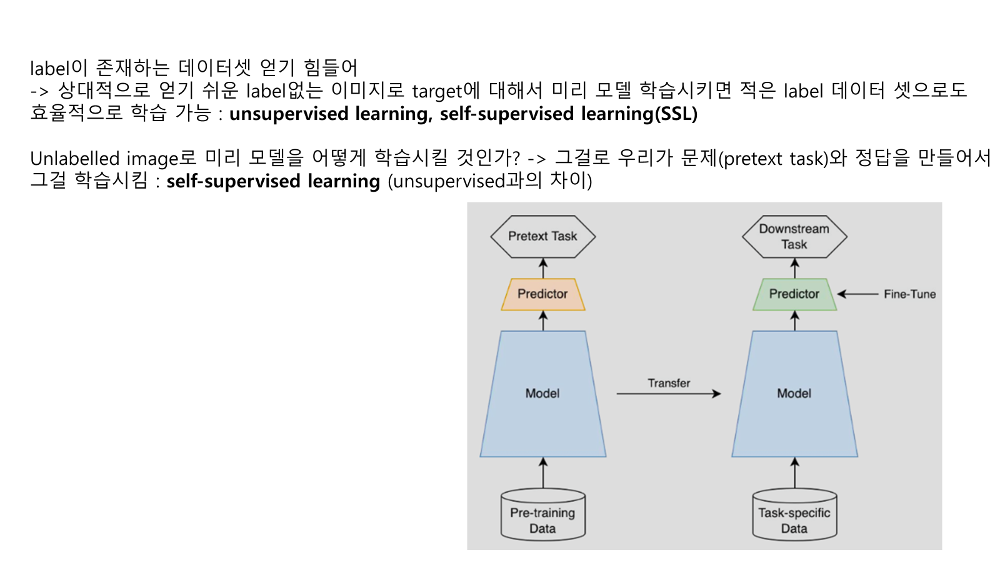 label이 존재하는 데이터셋 얻기 힘들어
-> 상대적으로 얻기 쉬운 label없는 이미지로 target에 대해서 미리 모델 학습시키면 적은 label 데이터 셋으로도
효율적으로 학습 가능 : unsupervised learning, self-supervised learning(SSL)
Unlabelled image로 미리 모델을 어떻게 학습시킬 것인가? -> 그걸로 우리가 문제(pretext task)와 정답을 만들어서
그걸 학습시킴 : self-supervised learning (unsupervised과의 차이)
Pretext Task
Downstream
Task
Predictor
Predictor
Fine-Tune
Model
Transfer
Model
Pre-training
Data
Task-specific
Data